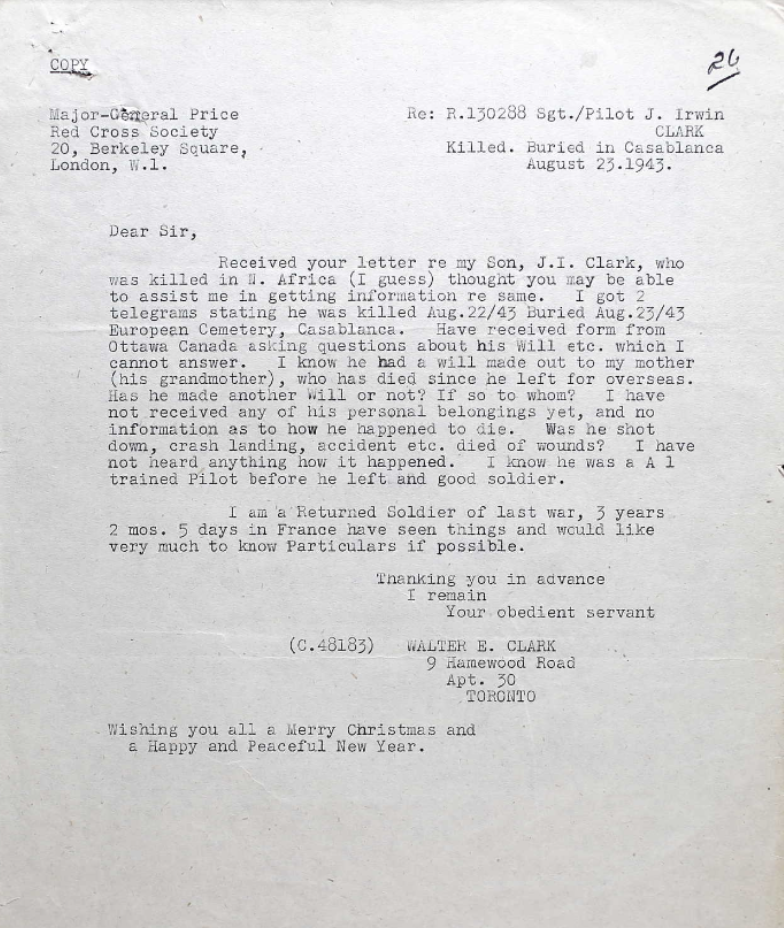 COPY
26
Major-General Price
Red Cross Society
20, Berkeley Square,
London, W.1.
Re: R.130288 Sgt./Pilot J. Irwin
CLARK
Killed. Buried in Casablanca
August 23.1943.
Dear Sir,
Received your letter re my Son, J.I. Clark, who
was killed in N. Africa (I guess) thought you may be able
to assist me in getting information re same. I got 2
telegrams stating he was killed Aug.22/43 Buried Aug.23/43
European Cemetery, Casablanca. Have received form from
Ottawa Canada asking questions about his Will etc. which I
cannot answer. I know he had a will made out to my mother
(his grandmother), who has died since he left for overseas.
Has he made another Will or not? If so to whom? I have
not received any of his personal belongings yet, and no
information as to how he happened to die. Was he shot
down, crash landing, accident etc. died of wounds? I have
not heard anything how it happened. I know he was a A 1
trained Pilot before he left and good soldier.
I am a Returned Soldier of last war, 3 years
2 mos. 5 days in France have seen things and would like
very much to know Particulars if possible.
Thanking you in advance
I remain
Your obedient servant
(C.48183) WALTER E. CLARK
9 Hamewood Road
Apt. 30
TORONTO
Wishing you all a Merry Christmas and
a Happy and Peaceful New Year.